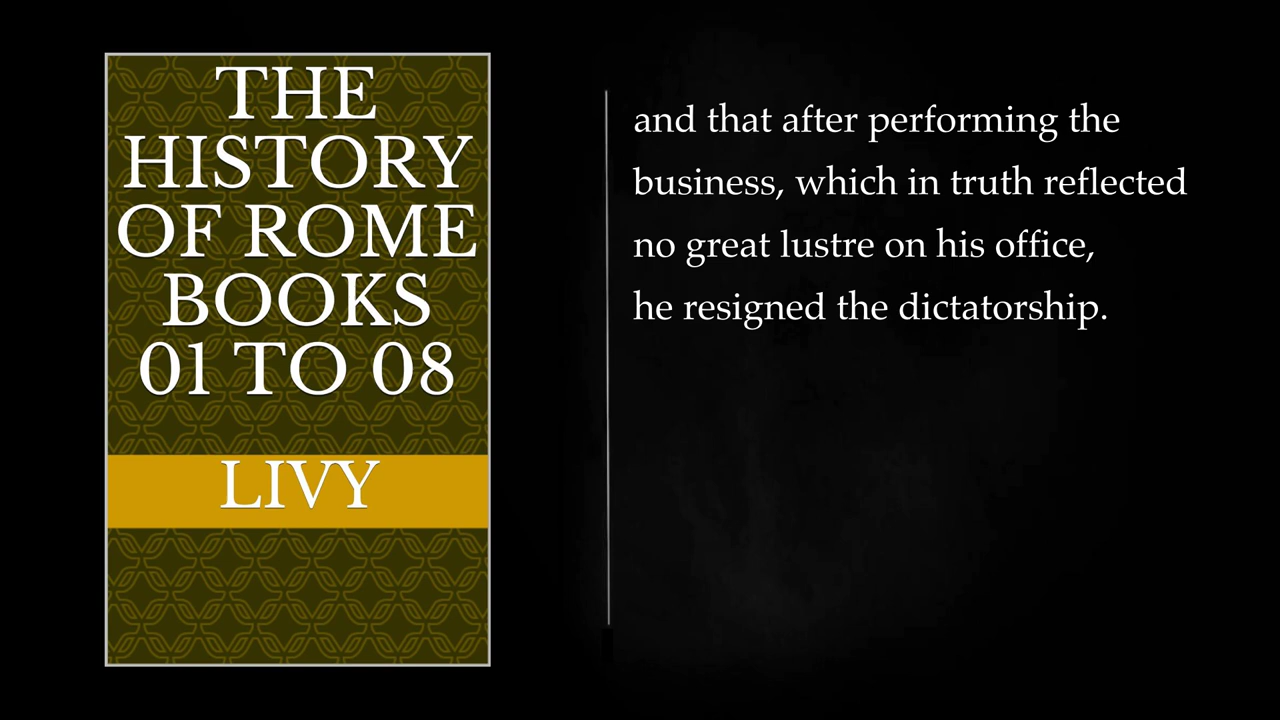 THE
HISTORY
OF ROME
BOOKS
01 TO 08
LIVY
and that after performing the
business, which in truth reflected
no great lustre on his office,
he resigned the dictatorship.